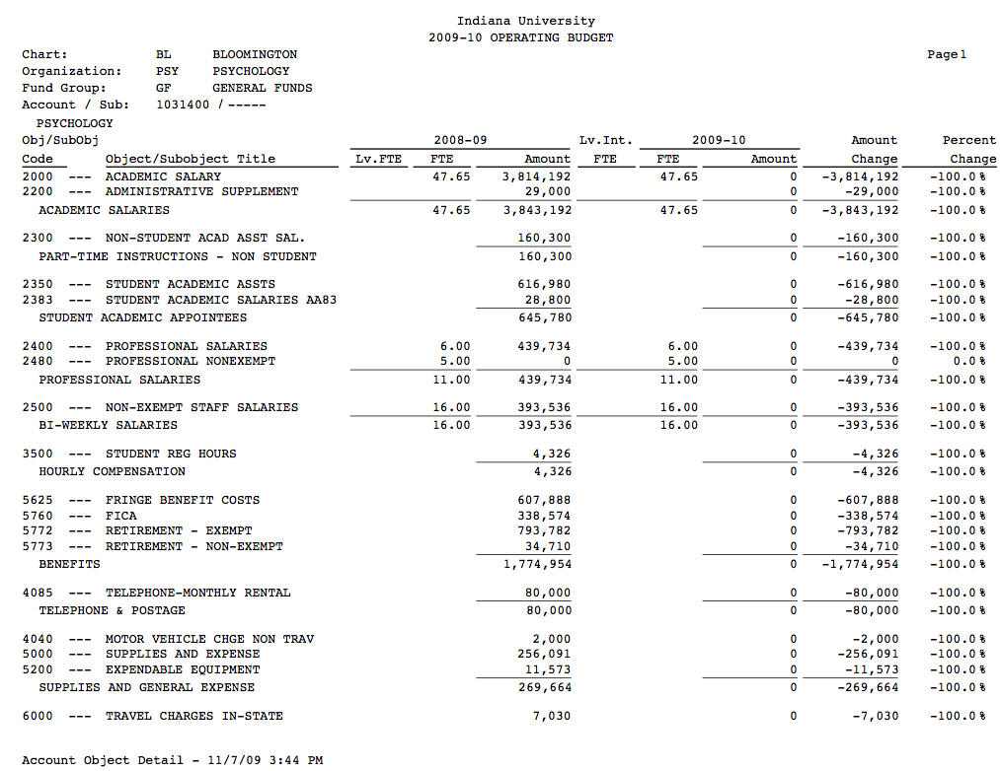 Indiana University
2009-10 OPERATING BUDGET
Chart: BL BLOOMINGTON Page1
Organization: PSY PSYCHOLOGY
Fund Group: GF GENERAL FUNDS
Account / Sub: 1031400 / -----
PSYCHOLOGY
Obj/SubObj 2008-09 Lv.Int. 2009-10 Amount Percent
Code Object/Subobject Title Lv.FTE FTE Amount FTE FTE Amount Change Change
2000 --- ACADEMIC SALARY 47.65 3,814,192 47.65 0 -3,814,192 -100.0%
2200 --- ADMINISTRATIVE SUPPLEMENT 29,000 0 -29,000 -100.0%
ACADEMIC SALARIES 47.65 3,843,192 47.65 0 -3,843,192 -100.0%
2300 --- NON-STUDENT ACAD ASST SAL. 160,300 0 -160,300 -100.0%
PART-TIME INSTRUCTIONS - NON STUDENT 160,300 0 -160,300 -100.0%
2350 --- STUDENT ACADEMIC ASSTS 616,980 0 -616,980 -100.0%
2383 --- STUDENT ACADEMIC SALARIES AA83 28,800 0 -28,800 -100.0%
STUDENT ACADEMIC APPOINTEES 645,780 0 -645,780 -100.0%
2400 --- PROFESSIONAL SALARIES 6.00 439,734 6.00 0 -439,734 -100.0%
2480 --- PROFESSIONAL NONEXEMPT 5.00 0 5.00 0 0 0.0%
PROFESSIONAL SALARIES 11.00 439,734 11.00 0 -439,734 -100.0%
2500 --- NON-EXEMPT STAFF SALARIES 16.00 393,536 16.00 0 -393,536 -100.0%
BI-WEEKLY SALARIES 16.00 393,536 16.00 0 -393,536 -100.0%
3500 --- STUDENT REG HOURS 4,326 0 -4,326 -100.0%
HOURLY COMPENSATION 4,326 0 -4,326 -100.0%
5625 --- FRINGE BENEFIT COSTS 607,888 0 -607,888 -100.0%
5760 --- FICA 338,574 0 -338,574 -100.0%
5772 --- RETIREMENT - EXEMPT 793,782 0 -793,782 -100.0%
5773 --- RETIREMENT - NON-EXEMPT 34,710 0 -34,710 -100.0%
BENEFITS 1,774,954 0 -1,774,954 -100.0%
4085 --- TELEPHONE-MONTHLY RENTAL 80,000 0 -80,000 -100.0%
TELEPHONE & POSTAGE 80,000 0 -80,000 -100.0%
4040 --- MOTOR VEHICLE CHGE NON TRAV 2,000 0 -2,000 -100.0%
5000 --- SUPPLIES AND EXPENSE 256,091 0 -256,091 -100.0%
5200 --- EXPENDABLE EQUIPMENT 11,573 0 -11,573 -100.0%
SUPPLIES AND GENERAL EXPENSE 269,664 0 -269,664 -100.0%
6000 --- TRAVEL CHARGES IN-STATE 7,030 0 -7,030 -100.0%
Account Object Detail - 11/7/09 3:44 PM